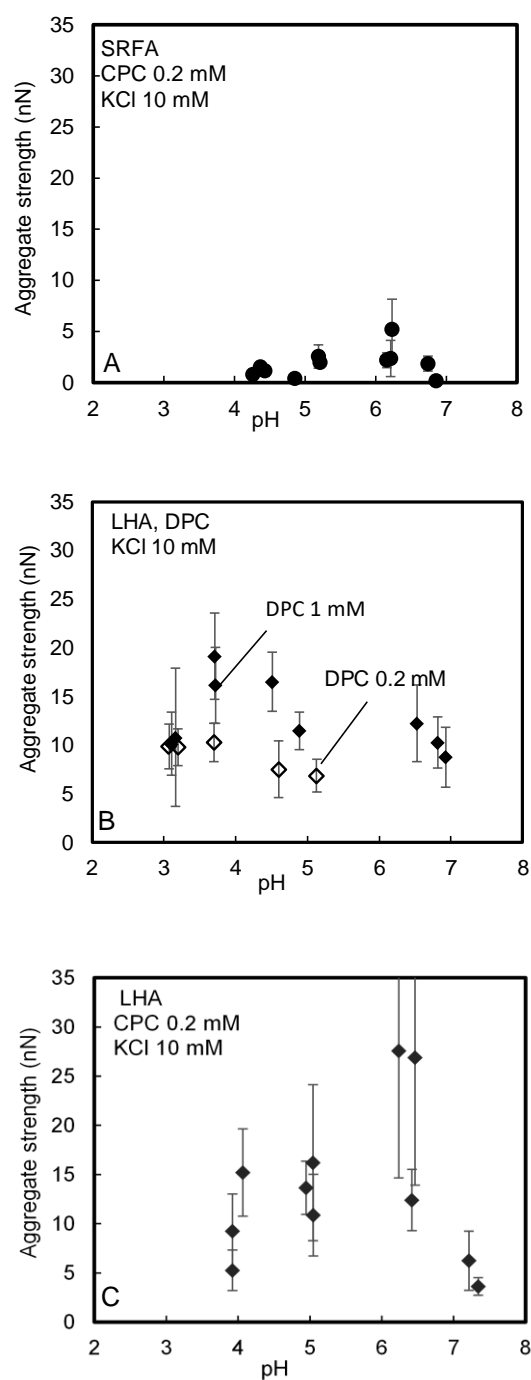 35
30
25
20
15
10
5
0
Aggregate strength (nN)
SRFA
CPC 0.2 mM
KCl 10 mM
A
2 3 4 5 6 7 8
pH
35
30
25
20
15
10
5
0
Aggregate strength (nN)
LHA, DPC
KCl 10 mM
DPC 1 mM
DPC 0.2 mM
B
2 3 4 5 6 7 8
pH
35
30
25
20
15
10
5
0
Aggregate strength (nN)
LHA
CPC 0.2 mM
KCl 10 mM
C
2 3 4 5 6 7 8
pH